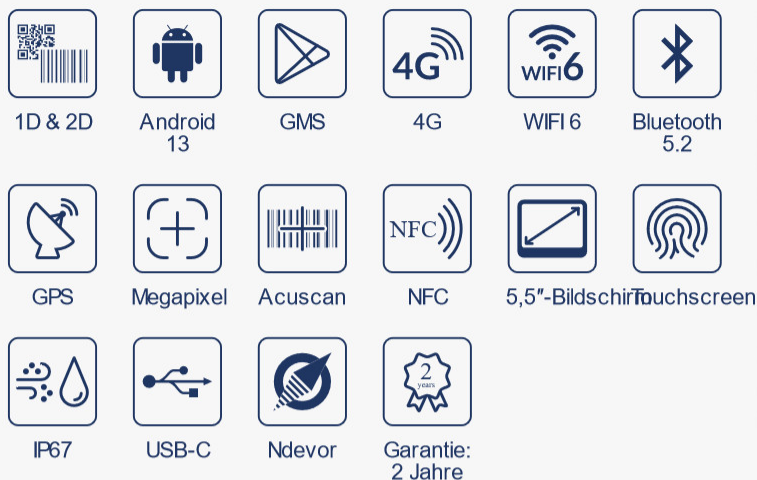 4G
WIFI6
1D & 2D
Android
13
GMS
4G
WIFI 6
Bluetooth
5.2
NFC
GPS
Megapixel
Acuscan
NFC
5,5″-Bildschirm
Touchscreen
2
years
IP67
USB-C
Ndevor
Garantie:
2 Jahre